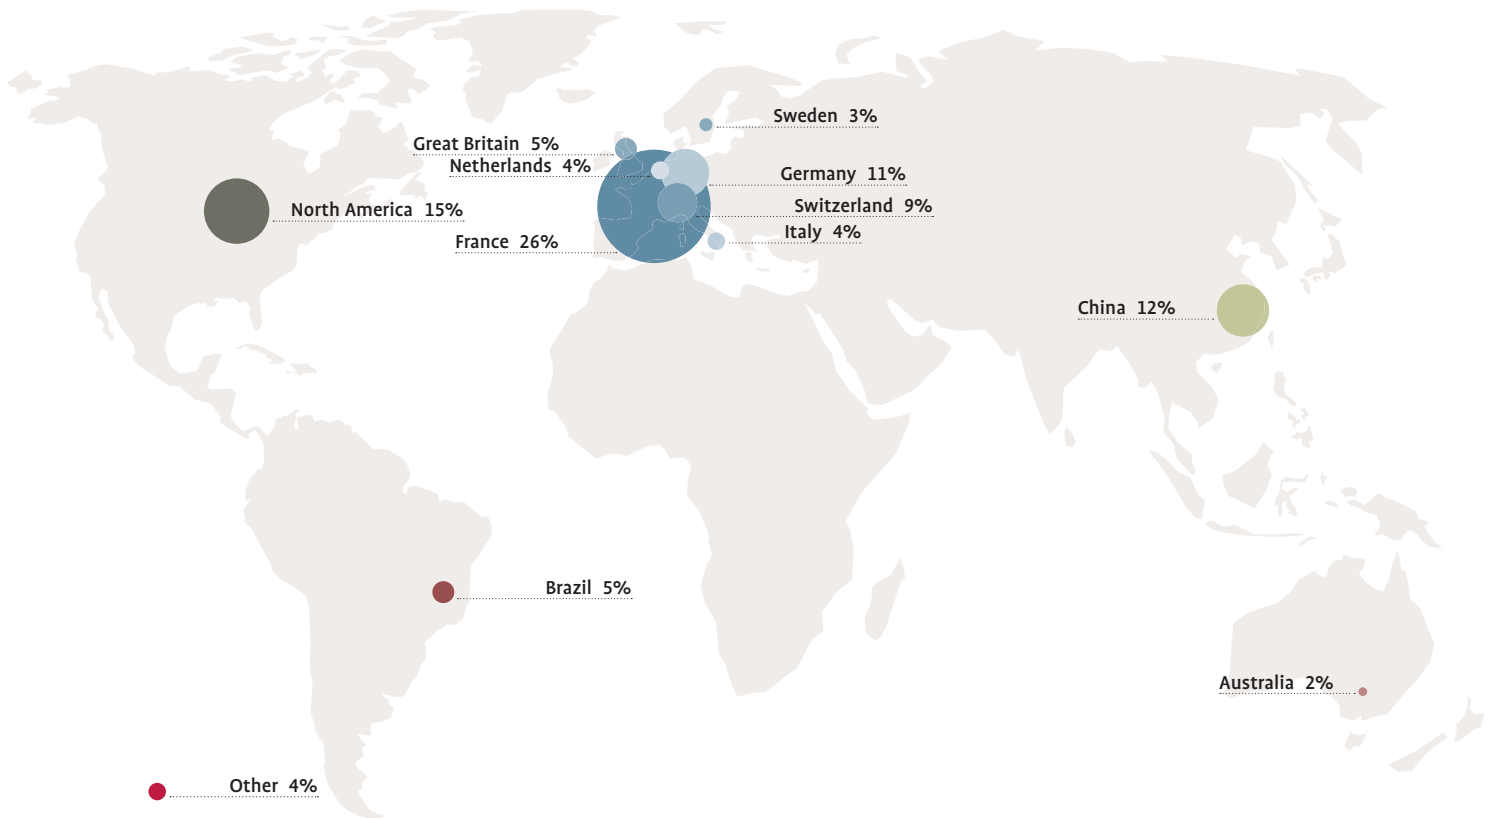 Sweden 3%
Great Britain 5%
Netherlands 4%
Germany 11%
North America 15%
Switzerland 9%
France 26%
Italy 4%
China 12%
Brazil 5%
Australia 2%
Other 4%